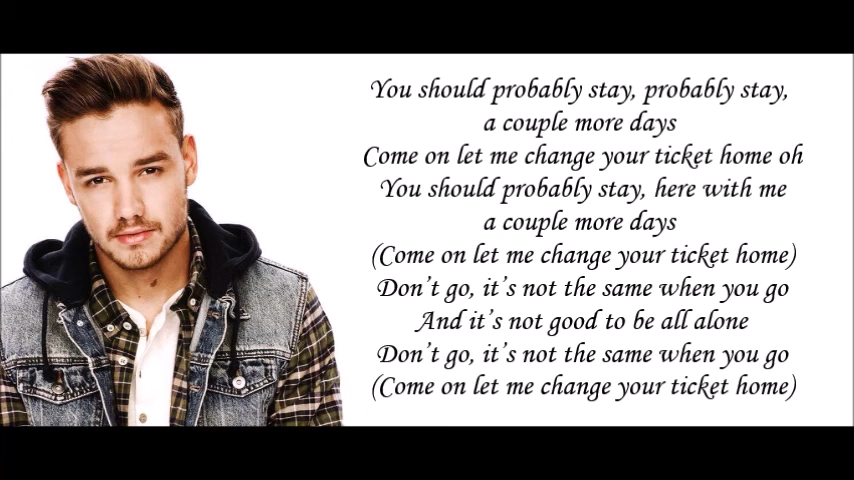 You should probably stay, probably stay,
a couple more days
Come on let me change your ticket home oh
You should probably stay, here with me
a couple more days
(Come on let me change your ticket home)
Don't go, it's not the same when you go
And it's not good to be all alone
Don't go, it's not the same when you go
(Come on let me change your ticket home)